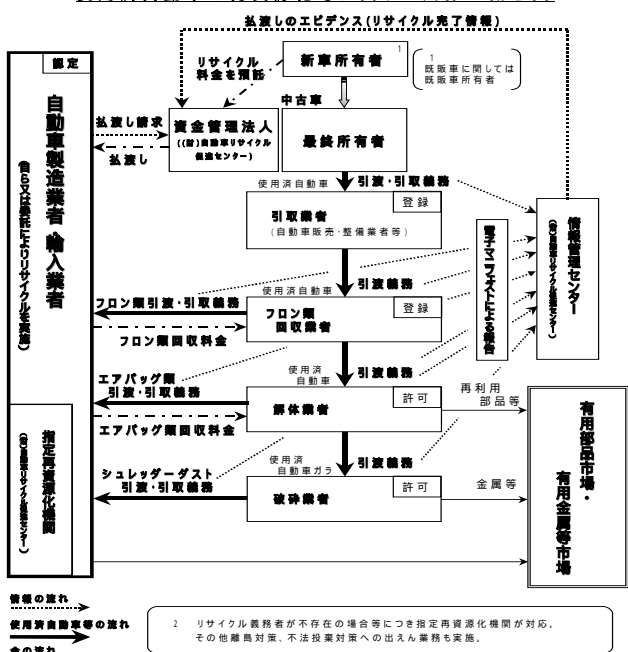 払渡しのエビデンス(リサイクル完了情報)
認定
自動車製造業者・輸入業者
(自ら又は委託によりリサイクルを実施)
リサイクル
料金を預託
新車所有者
1
1
既販車に関しては
既販車所有者
中古車
払渡し請求
払渡し
資金管理法人
((財)自動車リサイクル
促進センター)
最終所有者
使用済自動車
引渡・引取義務
引取業者
(自動車販売・整備業者等)
登録
電子マニフェストによる報告
情報管理センター
((財)自動車リサイクル促進センター)
使用済自動車
引渡義務
フロン類引渡・引取義務
フロン類
回収業者
登録
フロン類回収料金
エアバッグ類
引渡・引取義務
使用済
自動車
引渡義務
解体業者
許可
再利用
部品等
エアバッグ類回収料金
指定再資源化機関
((財)自動車リサイクル促進センター)
有用部品市場・
有用金属等市場
シュレッダーダスト
引渡・引取義務
使用済
自動車ガラ
引渡義務
破砕業者
許可
金属等
情報の流れ
使用済自動車等の流れ
金の流れ
2 リサイクル義務者が不存在の場合等につき指定再資源化機関が対応。
その他離島対策、不法投棄対策への出えん業務も実施。